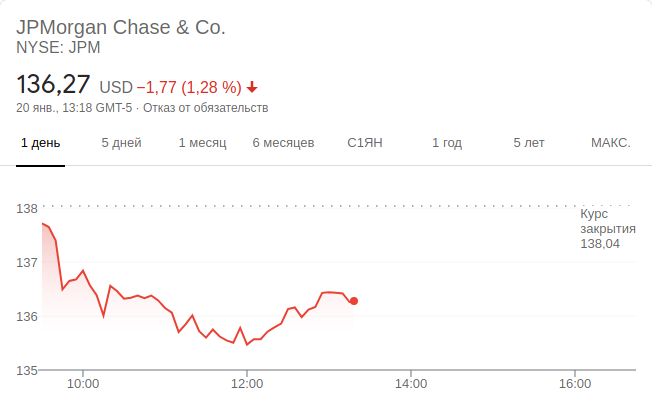 JPMorgan Chase & Co.
NYSE: JPM
136,27 USD −1,77 (1,28 %)
20 янв., 13:18 GMT-5 · Отказ от обязательств
1 день 5 дней 1 месяц 6 месяцев С1ЯН 1 год 5 лет МАКС.
138
Курс
закрытия
138,04
137
136
135
10:00 12:00 14:00 16:00